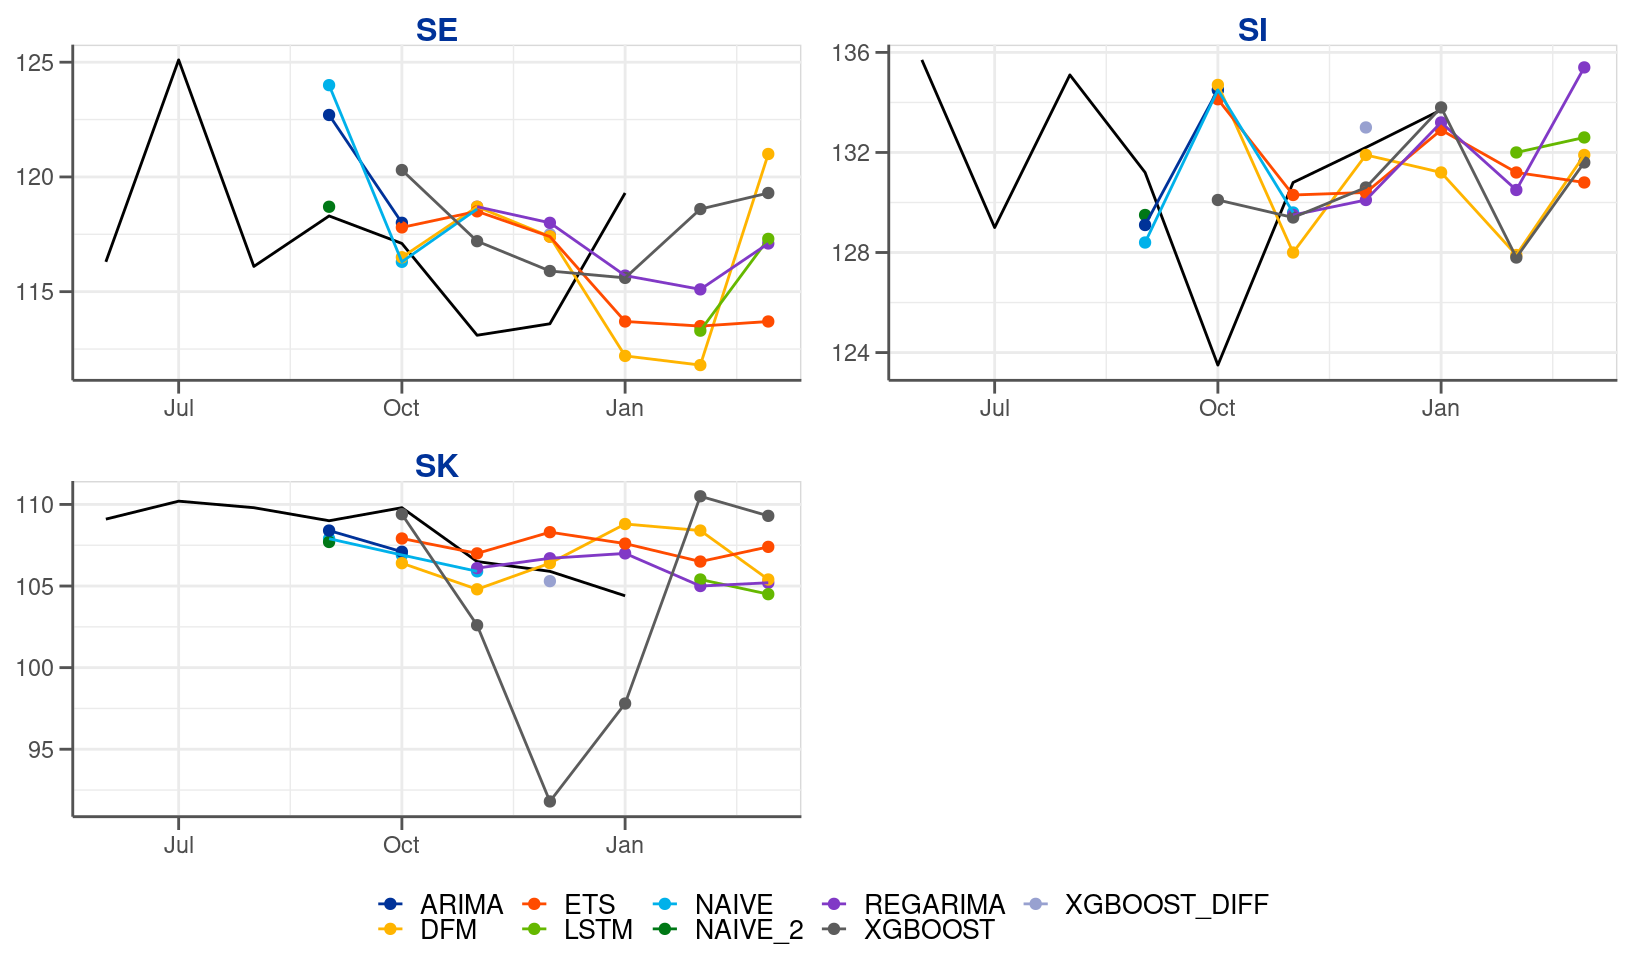 SE
SI
125
120
115
Jul
Oct
Jan
136
132
128
124
Jul
Oct
Jan
SK
110
105
100
95
Jul
Oct
Jan
ARIMA
ETS
NAIVE
REGARIMA
XGBOOST_DIFF
DFM
LSTM
NAIVE_2
XGBOOST